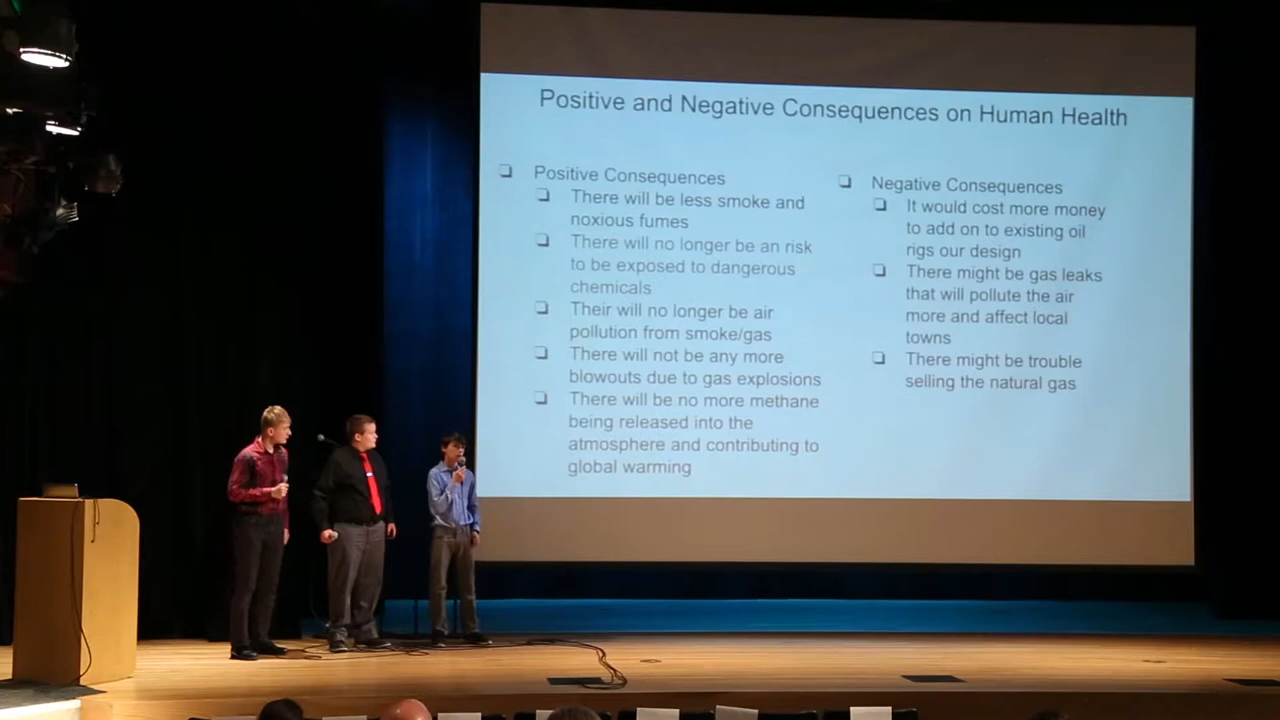 Positive and Negative Consequences on Human Health
Positive Consequences
There will be less smoke and
noxious fumes
There will no longer be an risk
to be exposed to dangerous
chemicals
Their will no longer be air
pollution from smoke/gas
There will not be any more
blowouts due to gas explosions
There will be no more methane
being released into the
atmosphere and contributing to
global warming
Negative Consequences
It would cost more money
to add on to existing oil
rigs our design
There might be gas leaks
that will pollute the air
more and affect local
towns
There might be trouble
selling the natural gas